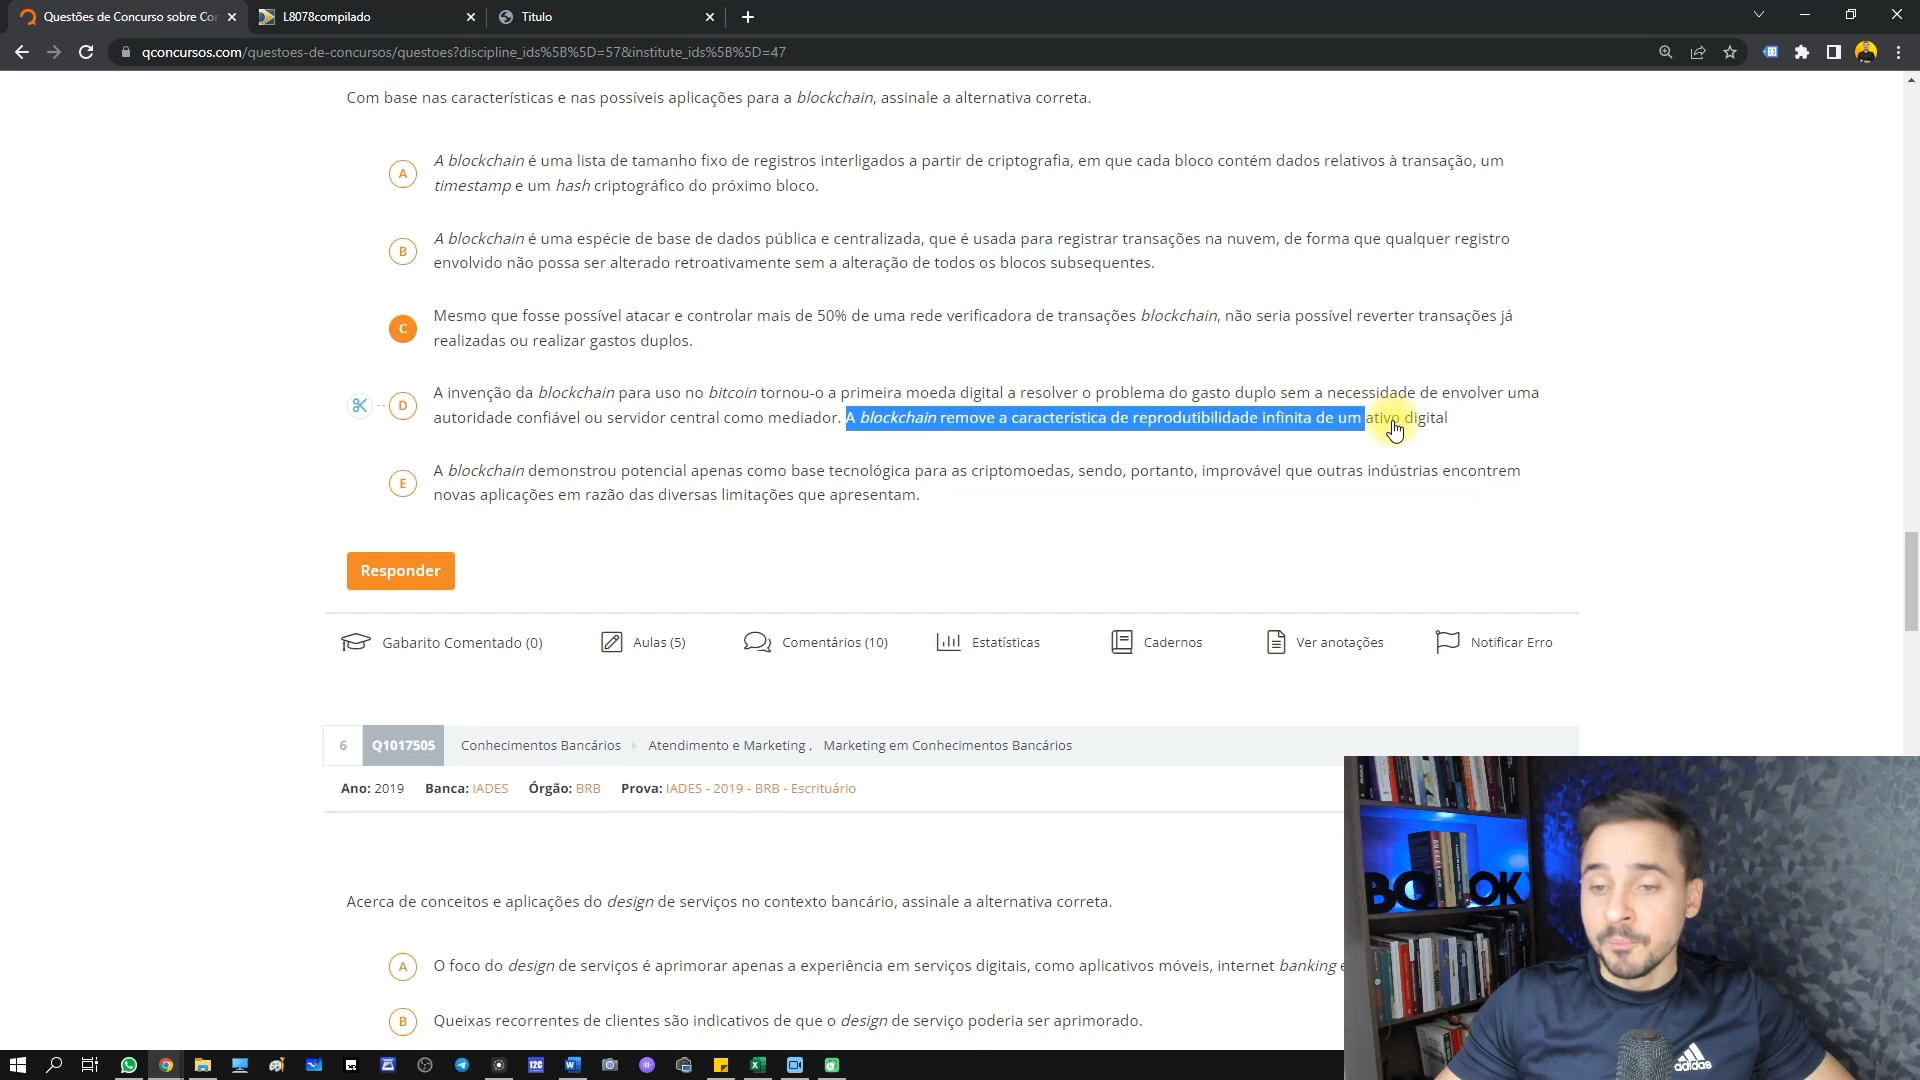 Questões de Concurso sobre Co
L8078compilado
Titulo
qconcursos.com/questoes-de-concursos/questoes?discipline_ids%5B%5D=57&institute_ids%5B%5D=47
Com base nas características e nas possíveis aplicações para a blockchain, assinale a alternativa correta.
A
A blockchain é uma lista de tamanho fixo de registros interligados a partir de criptografia, em que cada bloco contém dados relativos à transação, um
timestamp e um hash criptográfico do próximo bloco.
B
A blockchain é uma espécie de base de dados pública e centralizada, que é usada para registrar transações na nuvem, de forma que qualquer registro
envolvido não possa ser alterado retroativamente sem a alteração de todos os blocos subsequentes.
C
Mesmo que fosse possível atacar e controlar mais de 50% de uma rede verificadora de transações blockchain, não seria possível reverter transações já
realizadas ou realizar gastos duplos.
D
A invenção da blockchain para uso no bitcoin tornou-o a primeira moeda digital a resolver o problema do gasto duplo sem a necessidade de envolver uma
autoridade confiável ou servidor central como mediador. A blockchain remove a característica de reprodutibilidade infinita de um ativo digital
E
A blockchain demonstrou potencial apenas como base tecnológica para as criptomoedas, sendo, portanto, improvável que outras indústrias encontrem
novas aplicações em razão das diversas limitações que apresentam.
Responder
Gabarito Comentado (0) Aulas (5) Comentários (10) Estatísticas Cadernos Ver anotações Notificar Erro
6 Q1017505 Conhecimentos Bancários Atendimento e Marketing , Marketing em Conhecimentos Bancários
Ano: 2019 Banca: IADES Órgão: BRB Prova: IADES - 2019 - BRB - Escriturário
Acerca de conceitos e aplicações do design de serviços no contexto bancário, assinale a alternativa correta.
A
O foco do design de serviços é aprimorar apenas a experiência em serviços digitais, como aplicativos móveis, internet banking e
B
Queixas recorrentes de clientes são indicativos de que o design de serviço poderia ser aprimorado.
BOOK
adidas
12C